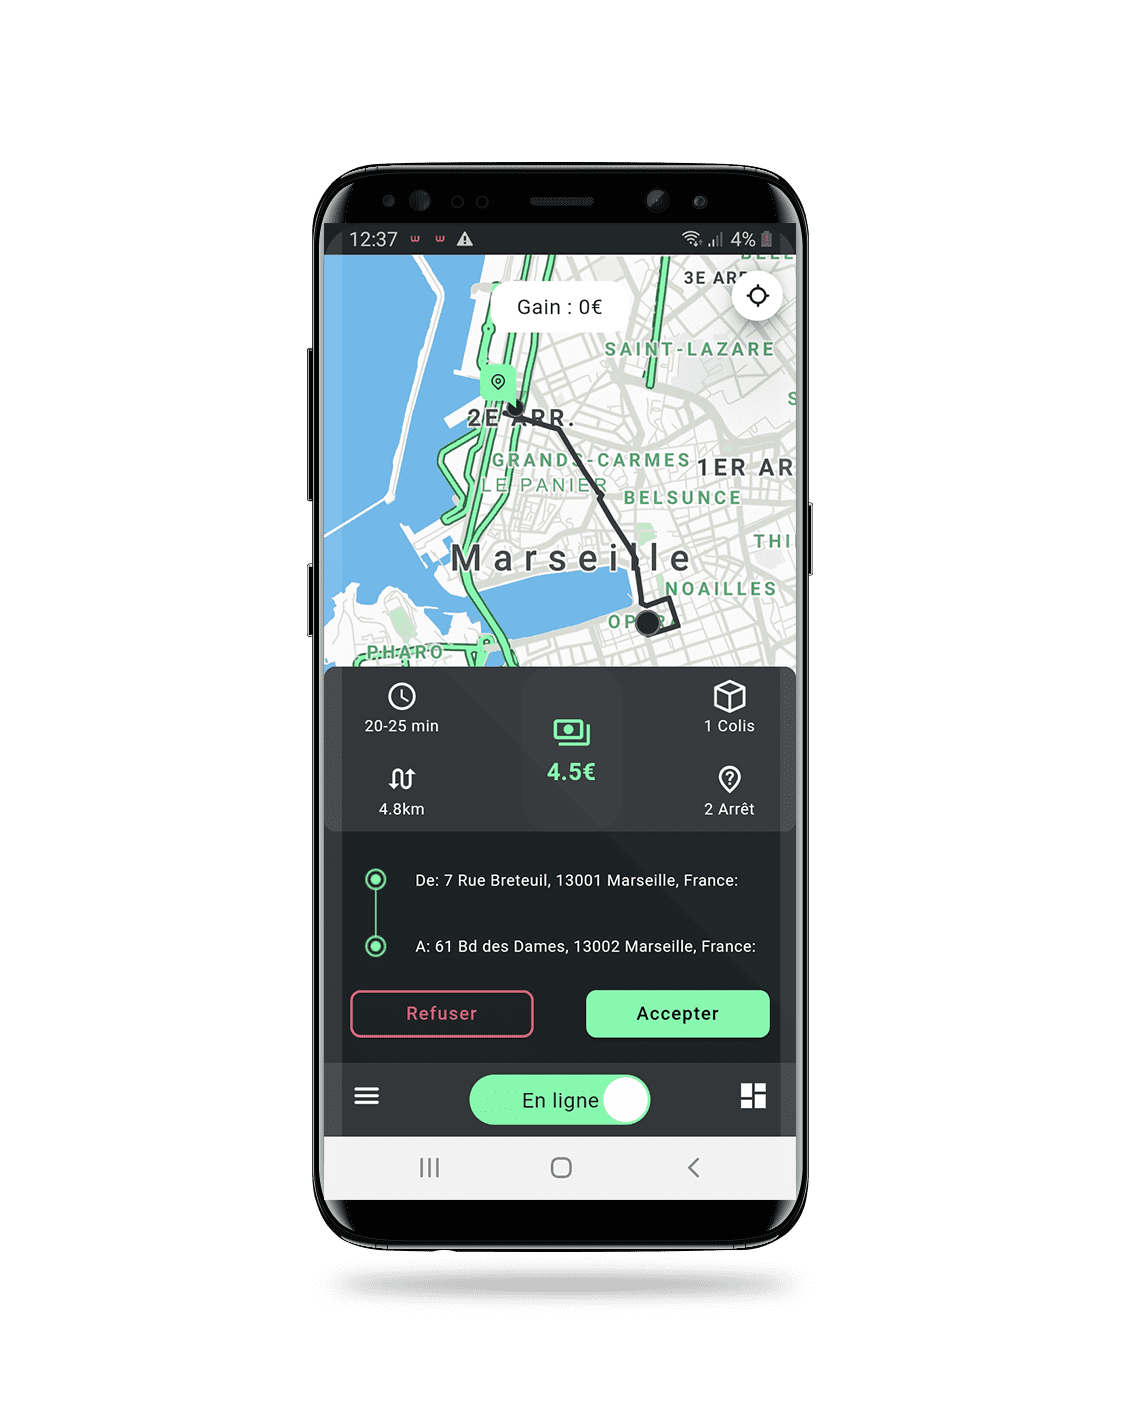 12:37
4%
BELLE
3E ARR
Gain : 0€
SAINT-LAZARE
S
2E ARR.
GRANDS-CARMES
1ER AR
LE PANIER
BELSUNCE
THI
Marseille
NOAILLES
OPERA
PHARO
20-25 min
1 Colis
4.5€
4.8km
2 Arrêt
De: 7 Rue Breteuil, 13001 Marseille, France:
A: 61 Bd des Dames, 13002 Marseille, France:
Refuser
Accepter
En ligne